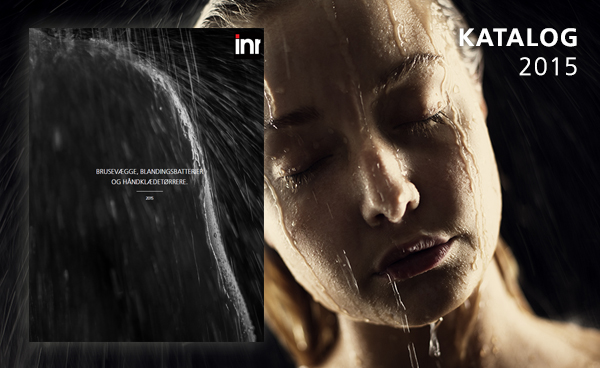 inr
BRUSEVÆGGE, BLANDINGSBATTERIER
OG HÅNDKLÆDETØRRERE.
2015
KATALOG
2015